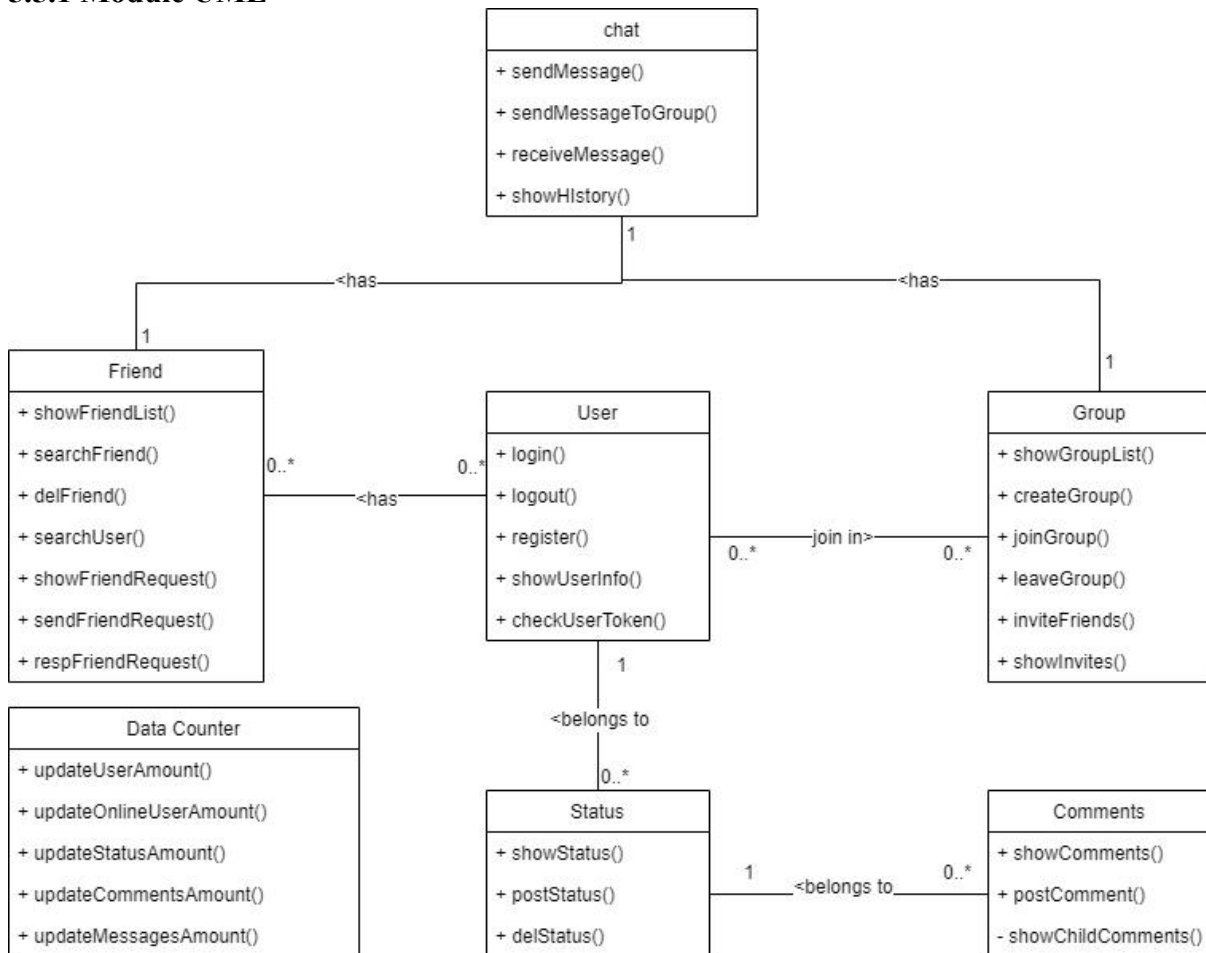 3.3.1 Module UML
chat
+ sendMessage()
+ sendMessageToGroup()
+ receiveMessage()
+ showHIstory()
1
<has
<has
1
1
Friend
+ showFriendList()
+ searchFriend()
+ delFriend()
+ searchUser()
+ showFriendRequest()
+ sendFriendRequest()
+ respFriendRequest()
0..*
0..*
<has
User
+ login()
+ logout()
+ register()
+ showUserInfo()
+ checkUserToken()
join in>
0..*
0..*
Group
+ showGroupList()
+ createGroup()
+ joinGroup()
+ leaveGroup()
+ inviteFriends()
+ showInvites()
1
<belongs to
0..*
Data Counter
+ updateUserAmount()
+ updateOnlineUserAmount()
+ updateStatusAmount()
+ updateCommentsAmount()
+ updateMessagesAmount()
Status
+ showStatus()
+ postStatus()
+ delStatus()
1
<belongs to
0..*
Comments
+ showComments()
+ postComment()
- showChildComments()